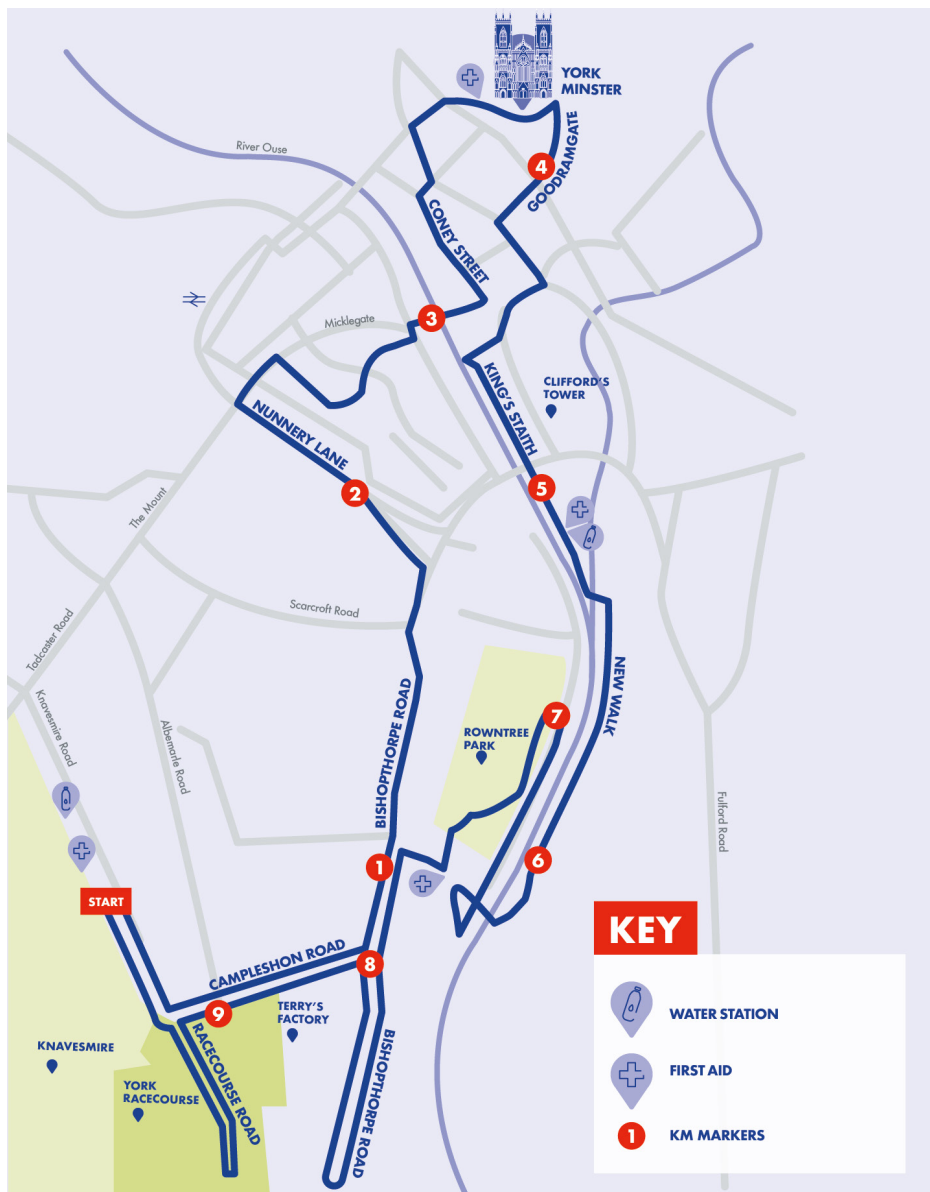 YORK
MINSTER
GOODRAMGATE
4
River Ouse
CONEY STREET
3
Micklegate
KING'S STAITH
CLIFFORD'S
TOWER
NUNNERY LANE
2
5
The Mount
Scarcroft Road
Tadcaster Road
Knavesmire Road
Albemarle Road
BISHOPTHORPE ROAD
NEW WALK
7
ROWNTREE
PARK
Fulford Road
1
6
START
CAMPLESHON ROAD
8
9
TERRY'S
FACTORY
RACECOURSE ROAD
BISHOPTHORPE ROAD
KNAVESMIRE
YORK
RACECOURSE
KEY
WATER STATION
FIRST AID
1 KM MARKERS